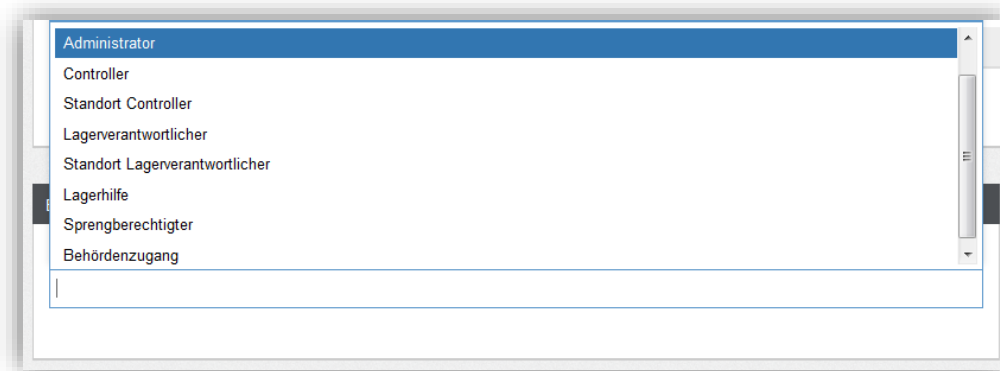 Administrator
Controller
Standort Controller
Lagerverantwortlicher
Standort Lagerverantwortlicher
Lagerhilfe
Sprengberechtigter
Behördenzugang